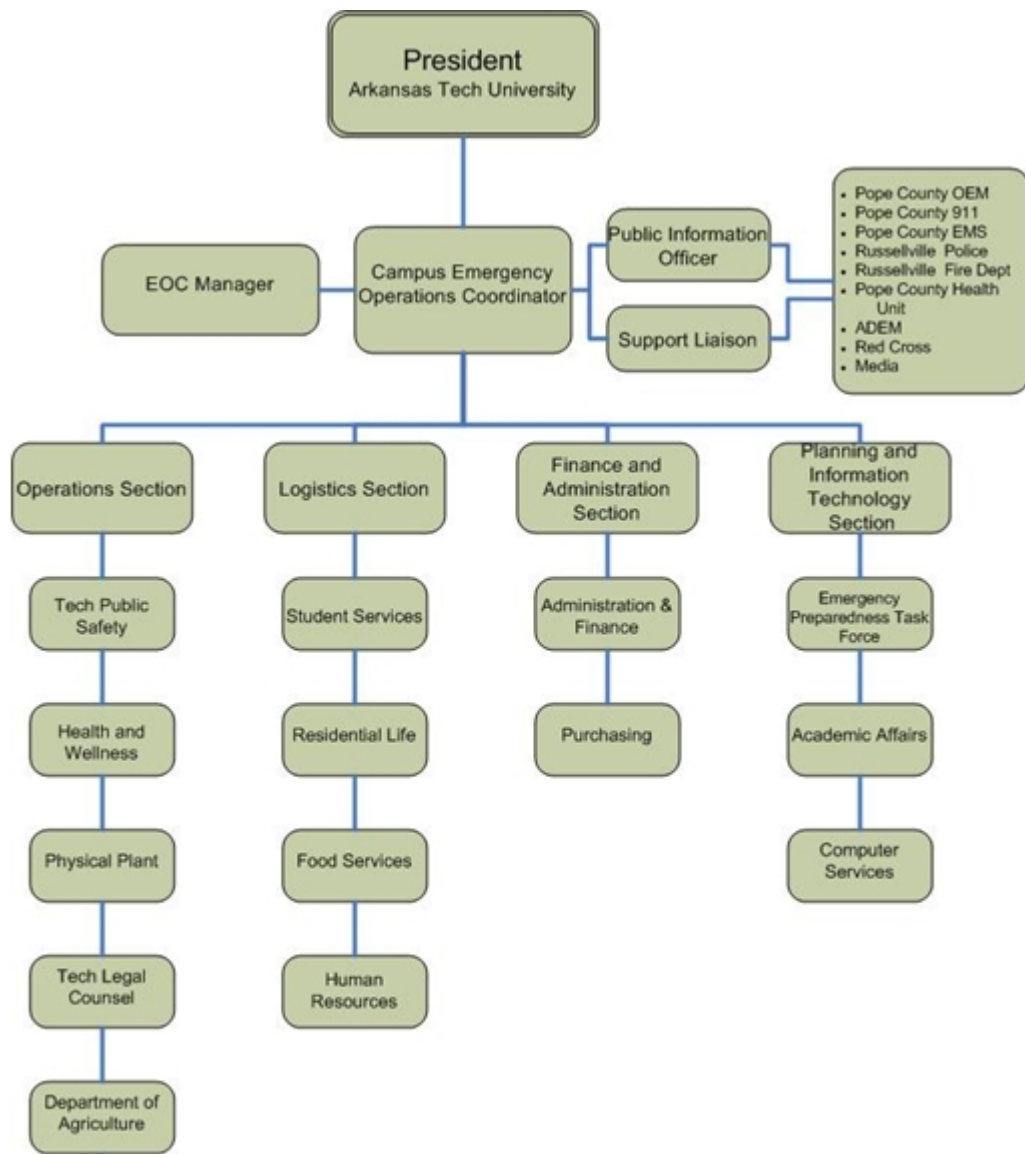 President
Arkansas Tech University
EOC Manager
Campus Emergency
Operations Coordinator
Public Information
Officer
Support Liaison
• Pope County OEM
• Pope County 911
• Pope County EMS
• Russellville Police
• Russellville Fire Dept
• Pope County Health
Unit
• ADEM
• Red Cross
• Media
Operations Section
Logistics Section
Finance and
Administration
Section
Planning and
Information
Technology
Section
Tech Public
Safety
Student Services
Administration &
Finance
Emergency
Preparedness Task
Force
Health and
Wellness
Residential Life
Purchasing
Academic Affairs
Physical Plant
Food Services
Computer
Services
Tech Legal
Counsel
Human
Resources
Department of
Agriculture